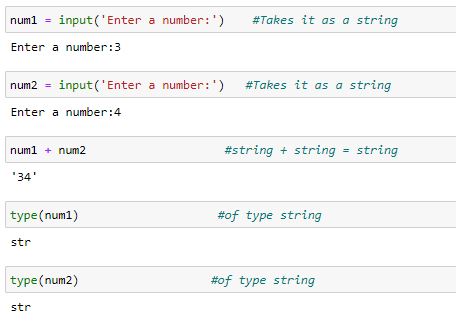 num1 = input('Enter a number:')    #Takes it as a string
Enter a number:3
num2 = input('Enter a number:')   #Takes it as a string
Enter a number:4
num1 + num2                    #string + string = string
'34'
type(num1)                    #of type string
str
type(num2)                   #of type string
str